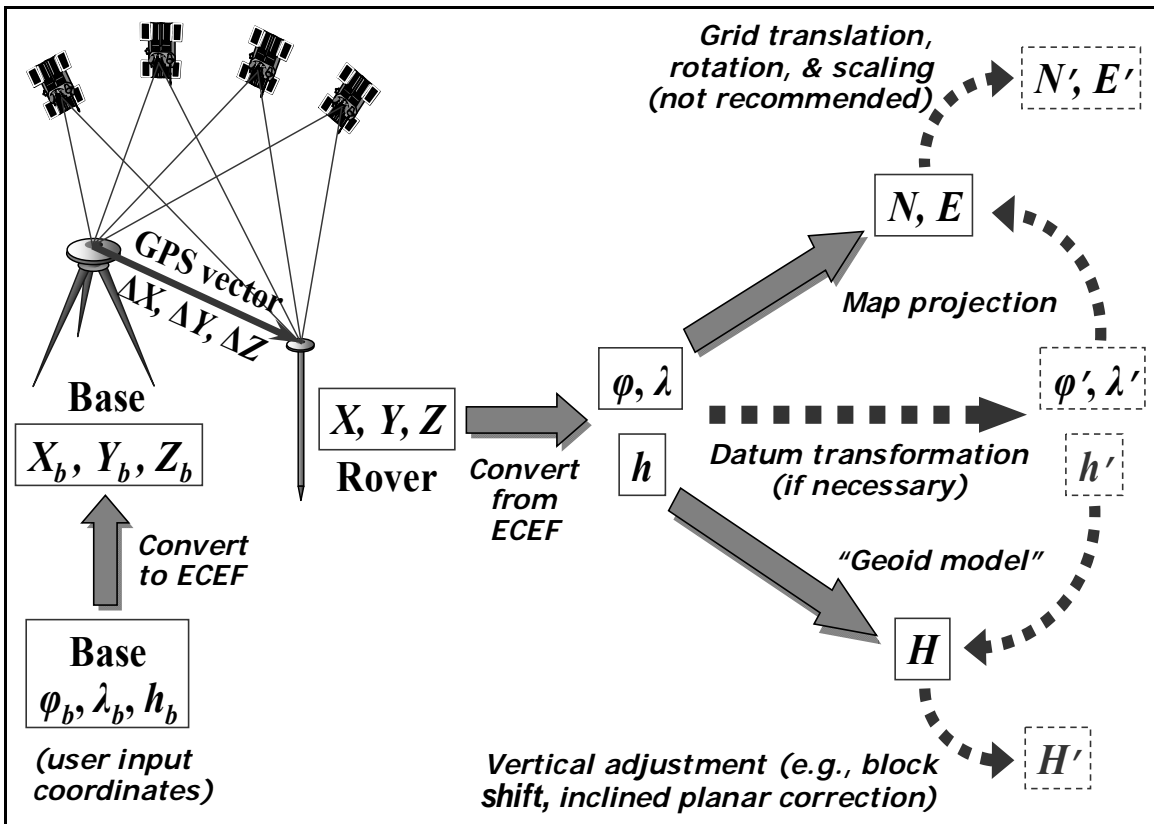 Grid translation,
rotation, & scaling
(not recommended)
N′, E′
N, E
GPS vector
ΔX, ΔY, ΔZ
Map projection
Base
X_b, Y_b, Z_b
X, Y, Z
Rover
Convert
from
ECEF
φ, λ
h
Datum transformation
(if necessary)
φ′, λ′
h′
Convert
to ECEF
“Geoid model”
H
Base
φ_b, λ_b, h_b
(user input
coordinates)
Vertical adjustment (e.g., block
shift, inclined planar correction)
H′